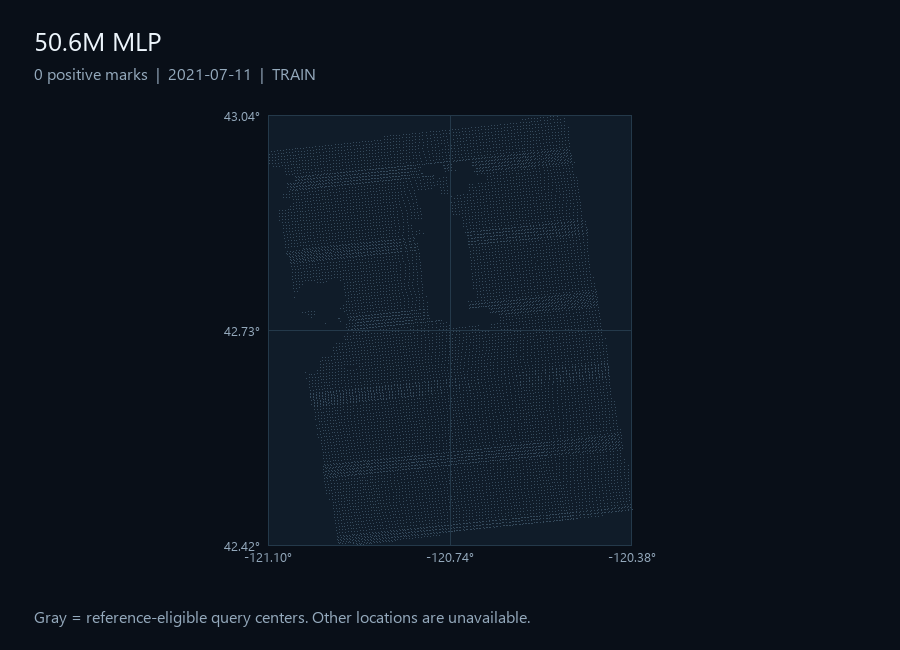 50.6M MLP
0 positive marks | 2021-07-11 | TRAIN
43.04°
42.73°
42.42°
-121.10° -120.74° -120.38°
Gray = reference-eligible query centers. Other locations are unavailable.